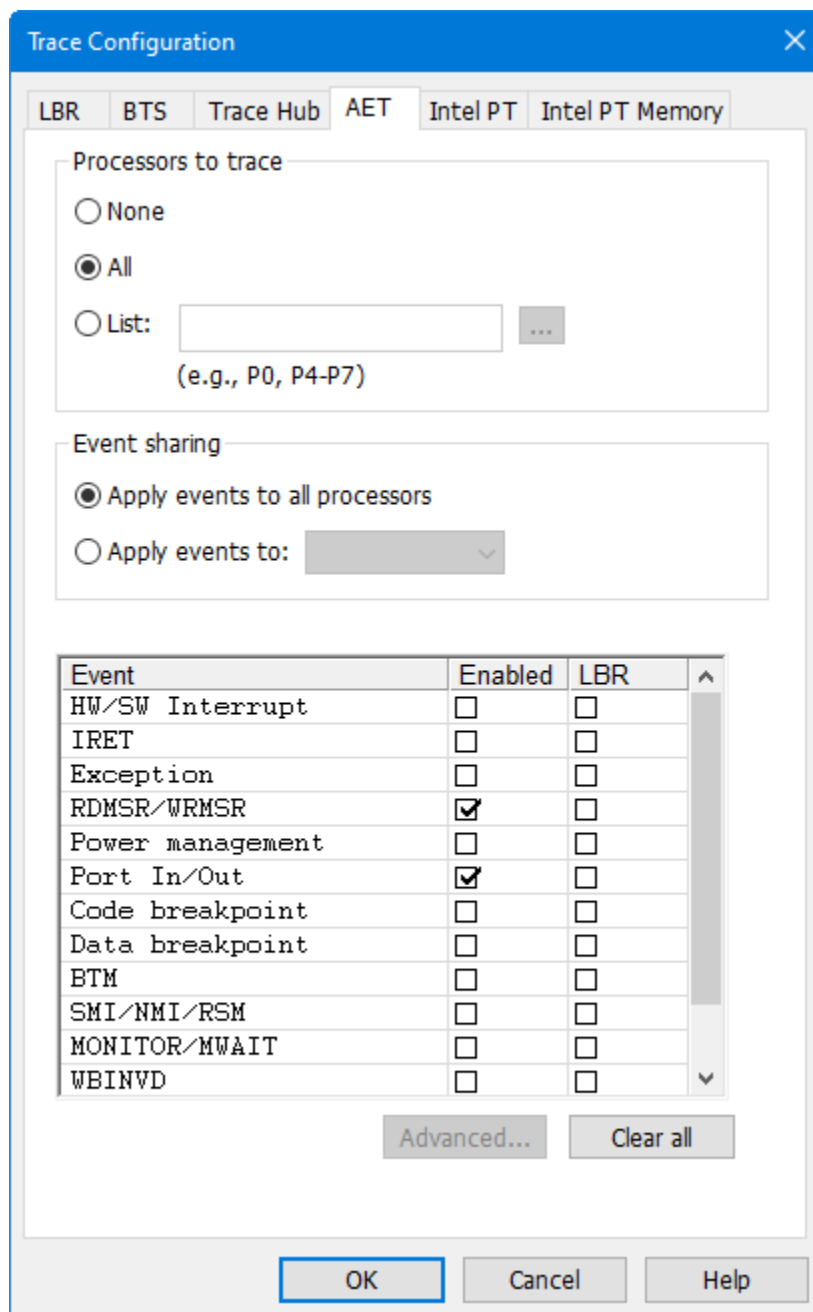 Trace Configuration
LBR BTS Trace Hub AET Intel PT Intel PT Memory
Processors to trace
None
All
List: ...
(e.g., P0, P4-P7)
Event sharing
Apply events to all processors
Apply events to:
Event Enabled LBR
HW/SW Interrupt
IRET
Exception
RDMSR/WRMSR
Power management
Port In/Out
Code breakpoint
Data breakpoint
BTM
SMI/NMI/RSM
MONITOR/MWAIT
WBINVD
Advanced... Clear all
OK Cancel Help